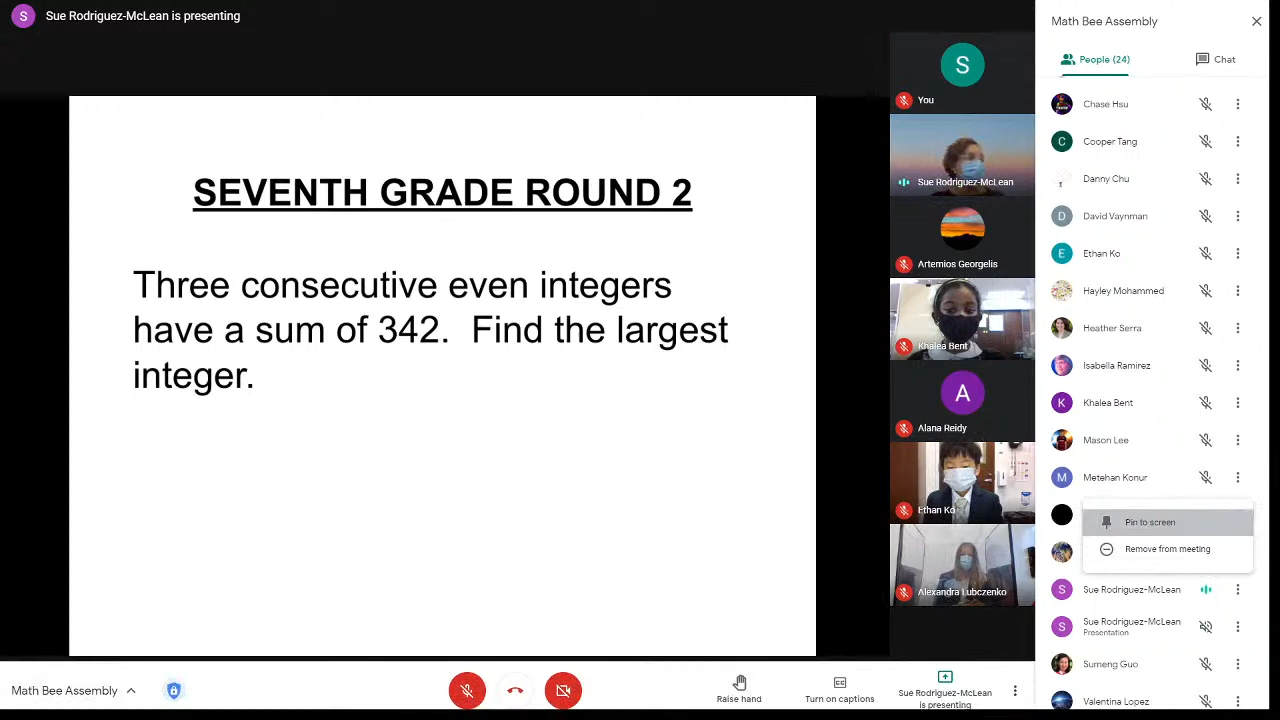 S
Sue Rodriguez-McLean is presenting
SEVENTH GRADE ROUND 2
Three consecutive even integers
have a sum of 342. Find the largest
integer.
S
You
Sue Rodriguez-McLean
Artemios Georgelis
Khalea Bent
A
Alana Reidy
Ethan Ko
Alexandra Lubczenko
Math Bee Assembly
People (24)
Chat
Chase Hsu
C
Cooper Tang
Danny Chu
D
David Vaynman
E
Ethan Ko
Hayley Mohammed
Heather Serra
Isabella Ramirez
K
Khalea Bent
Mason Lee
M
Metehan Konur
Pin to screen
Remove from meeting
S
Sue Rodriguez-McLean
S
Sue Rodriguez-McLean
Presentation
Sumeng Guo
Valentina Lopez
Math Bee Assembly
Raise hand
Turn on captions
Sue Rodriguez-McLean
is presenting